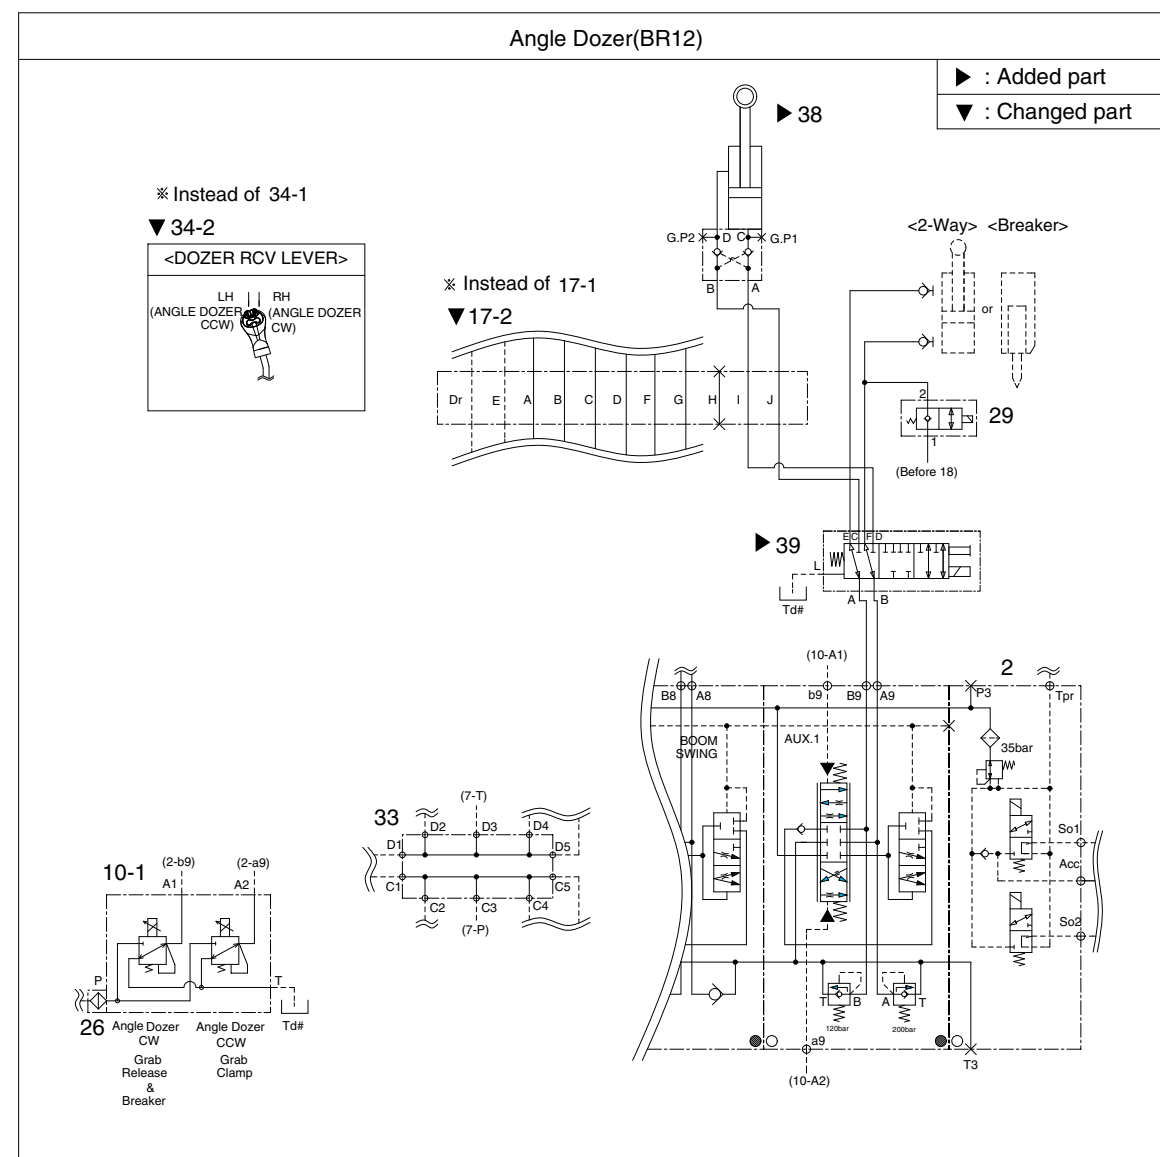 Angle Dozer(BR12)
▶ : Added part
▼ : Changed part
▶ 38
※ Instead of 34-1
▼ 34-2
<DOZER RCV LEVER>
LH RH
(ANGLE DOZER CCW) (ANGLE DOZER CW)
G.P2 D C G.P1
B A
<2-Way> <Breaker>
or
※ Instead of 17-1
▼17-2
Dr E A B C D F G H I J
2
29
1
(Before 18)
▶ 39
E C F D
L
Td#
A B
(10-A1)
2
B8 A8 b9 B9 A9 P3 Tpr
BOOM SWING
AUX.1
35bar
So1
Acc
So2
T B A T
120bar 200bar
a9
T3
(10-A2)
33
(7-T)
D2 D3 D4
D1 D5
C1 C5
C2 C3 C4
(7-P)
10-1
(2-b9) (2-a9)
A1 A2
P T
26
Td#
Angle Dozer CW
Grab Release & Breaker
Angle Dozer CCW
Grab Clamp